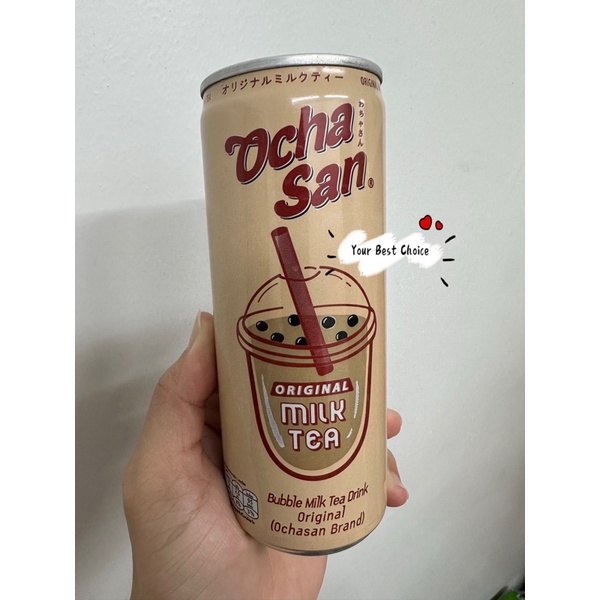 オリジナルミルクティー
Ocha
San®
おちゃさん
Your Best Choice
ORIGINAL
MILK
TEA
Bubble Milk Tea Drink
Original
(Ochasan Brand)